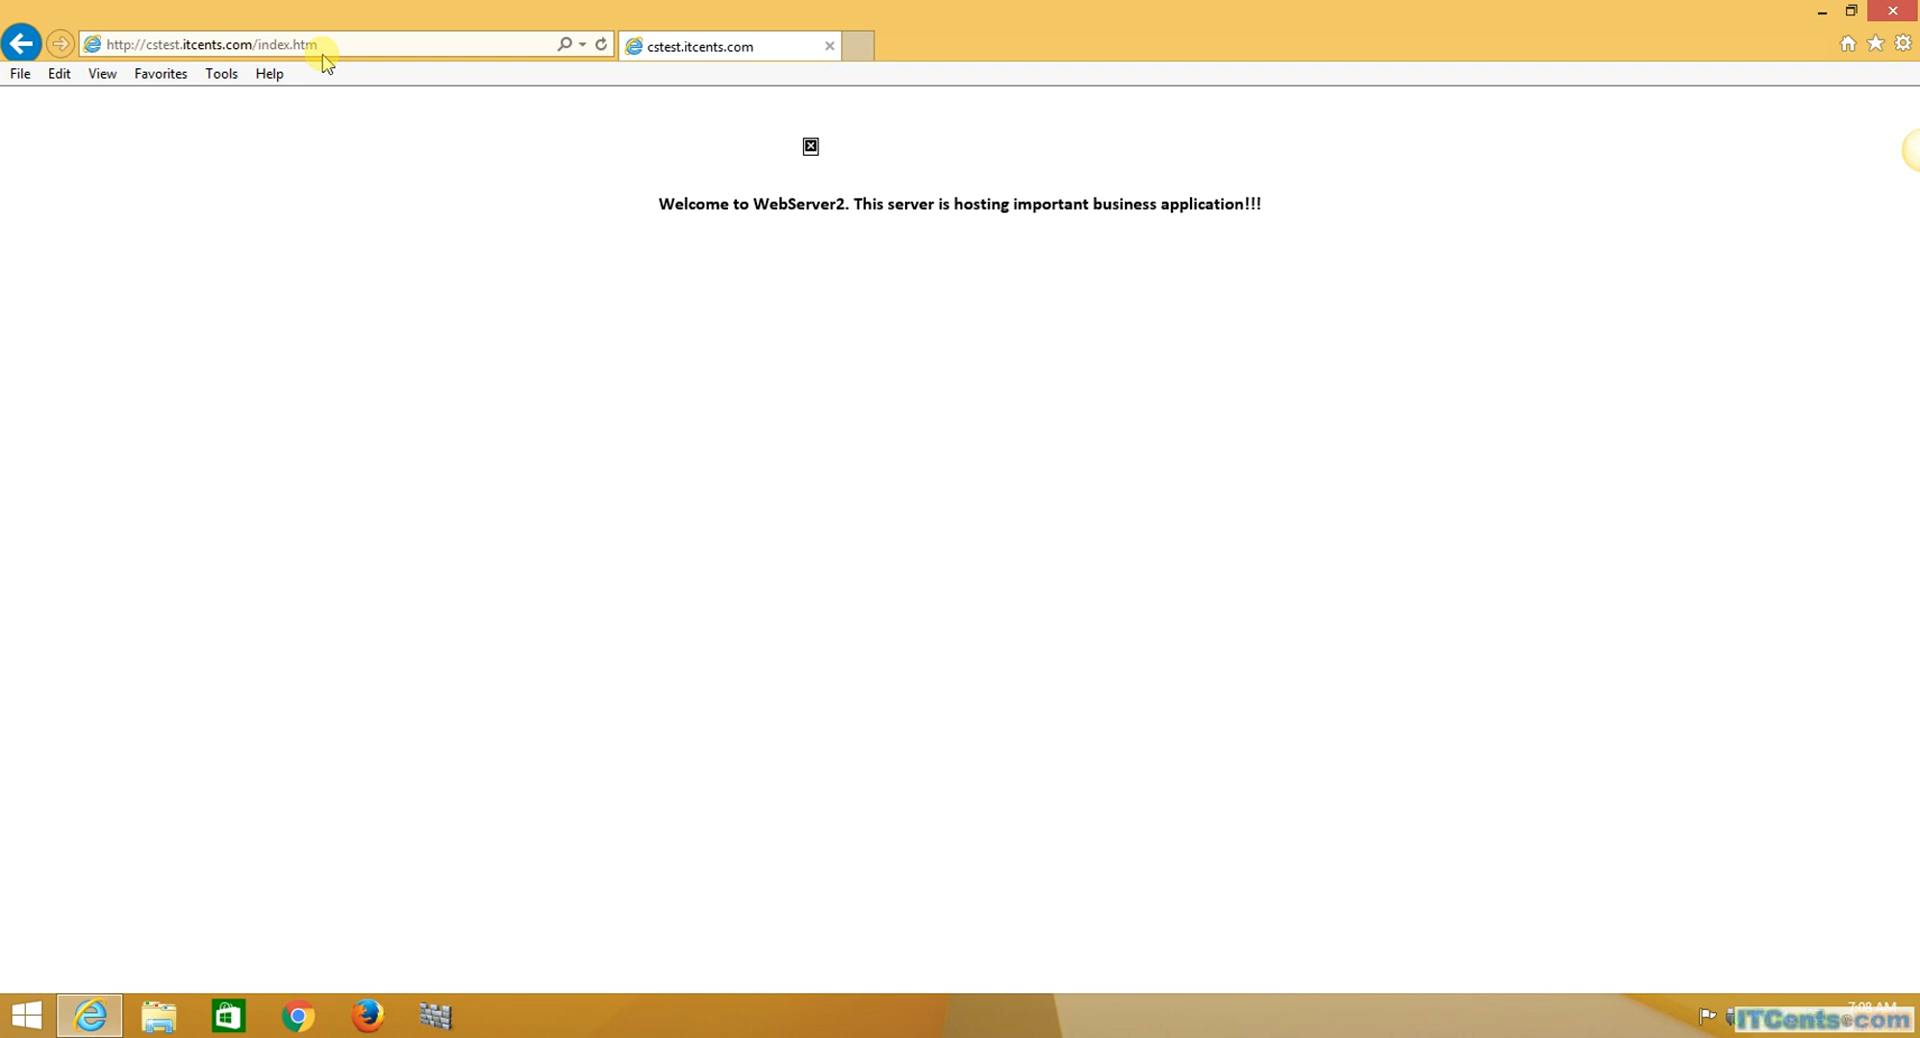 http://cstest.itcents.com/index.htm
cstest.itcents.com
File Edit View Favorites Tools Help
Welcome to WebServer2. This server is hosting important business application!!!
ITCents.com